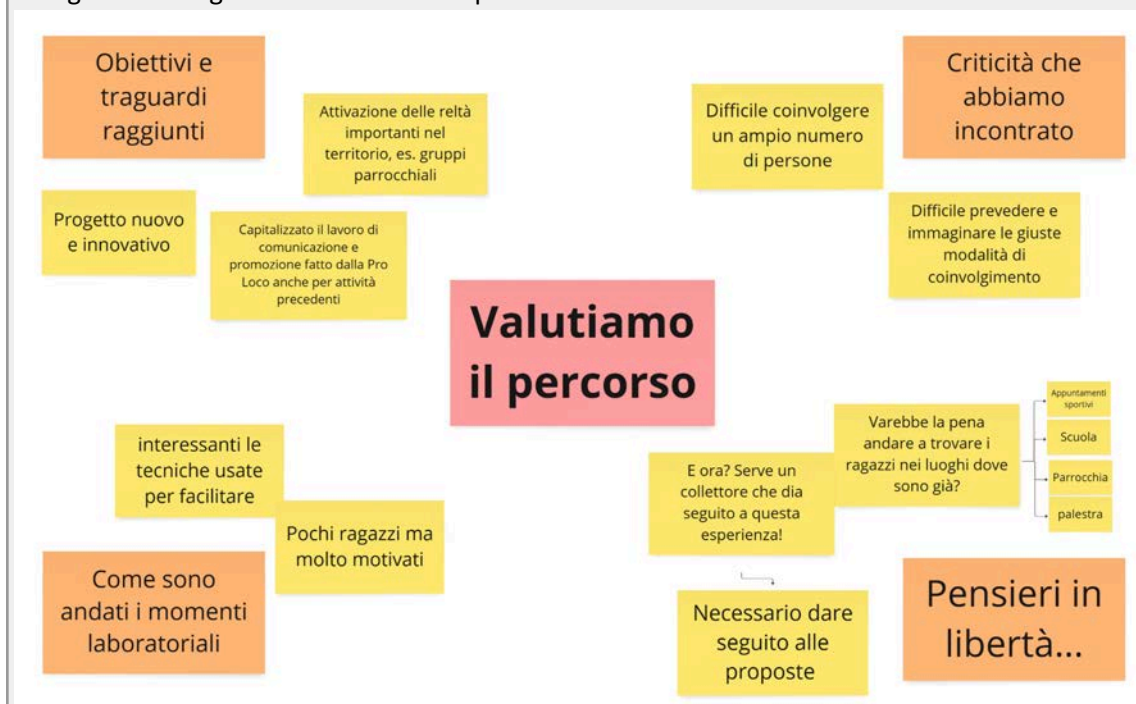 Obiettivi e
traguardi
raggiunti
Attivazione delle reltà
importanti nel
territorio, es. gruppi
parrocchiali
Progetto nuovo
e innovativo
Capitalizzato il lavoro di
comunicazione e
promozione fatto dalla Pro
Loco anche per attività
precedenti
Difficile coinvolgere
un ampio numero
di persone
Criticità che
abbiamo
incontrato
Difficile prevedere e
immaginare le giuste
modalità di
coinvolgimento
Valutiamo
il percorso
interessanti le
tecniche usate
per facilitare
Pochi ragazzi ma
molto motivati
Come sono
andati i momenti
laboratoriali
E ora? Serve un
collettore che dia
seguito a questa
esperienza!
Varebbe la pena
andare a trovare i
ragazzi nei luoghi dove
sono già?
Appuntamenti
sportivi
Scuola
Parrocchia
palestra
Necessario dare
seguito alle
proposte
Pensieri in
libertà...